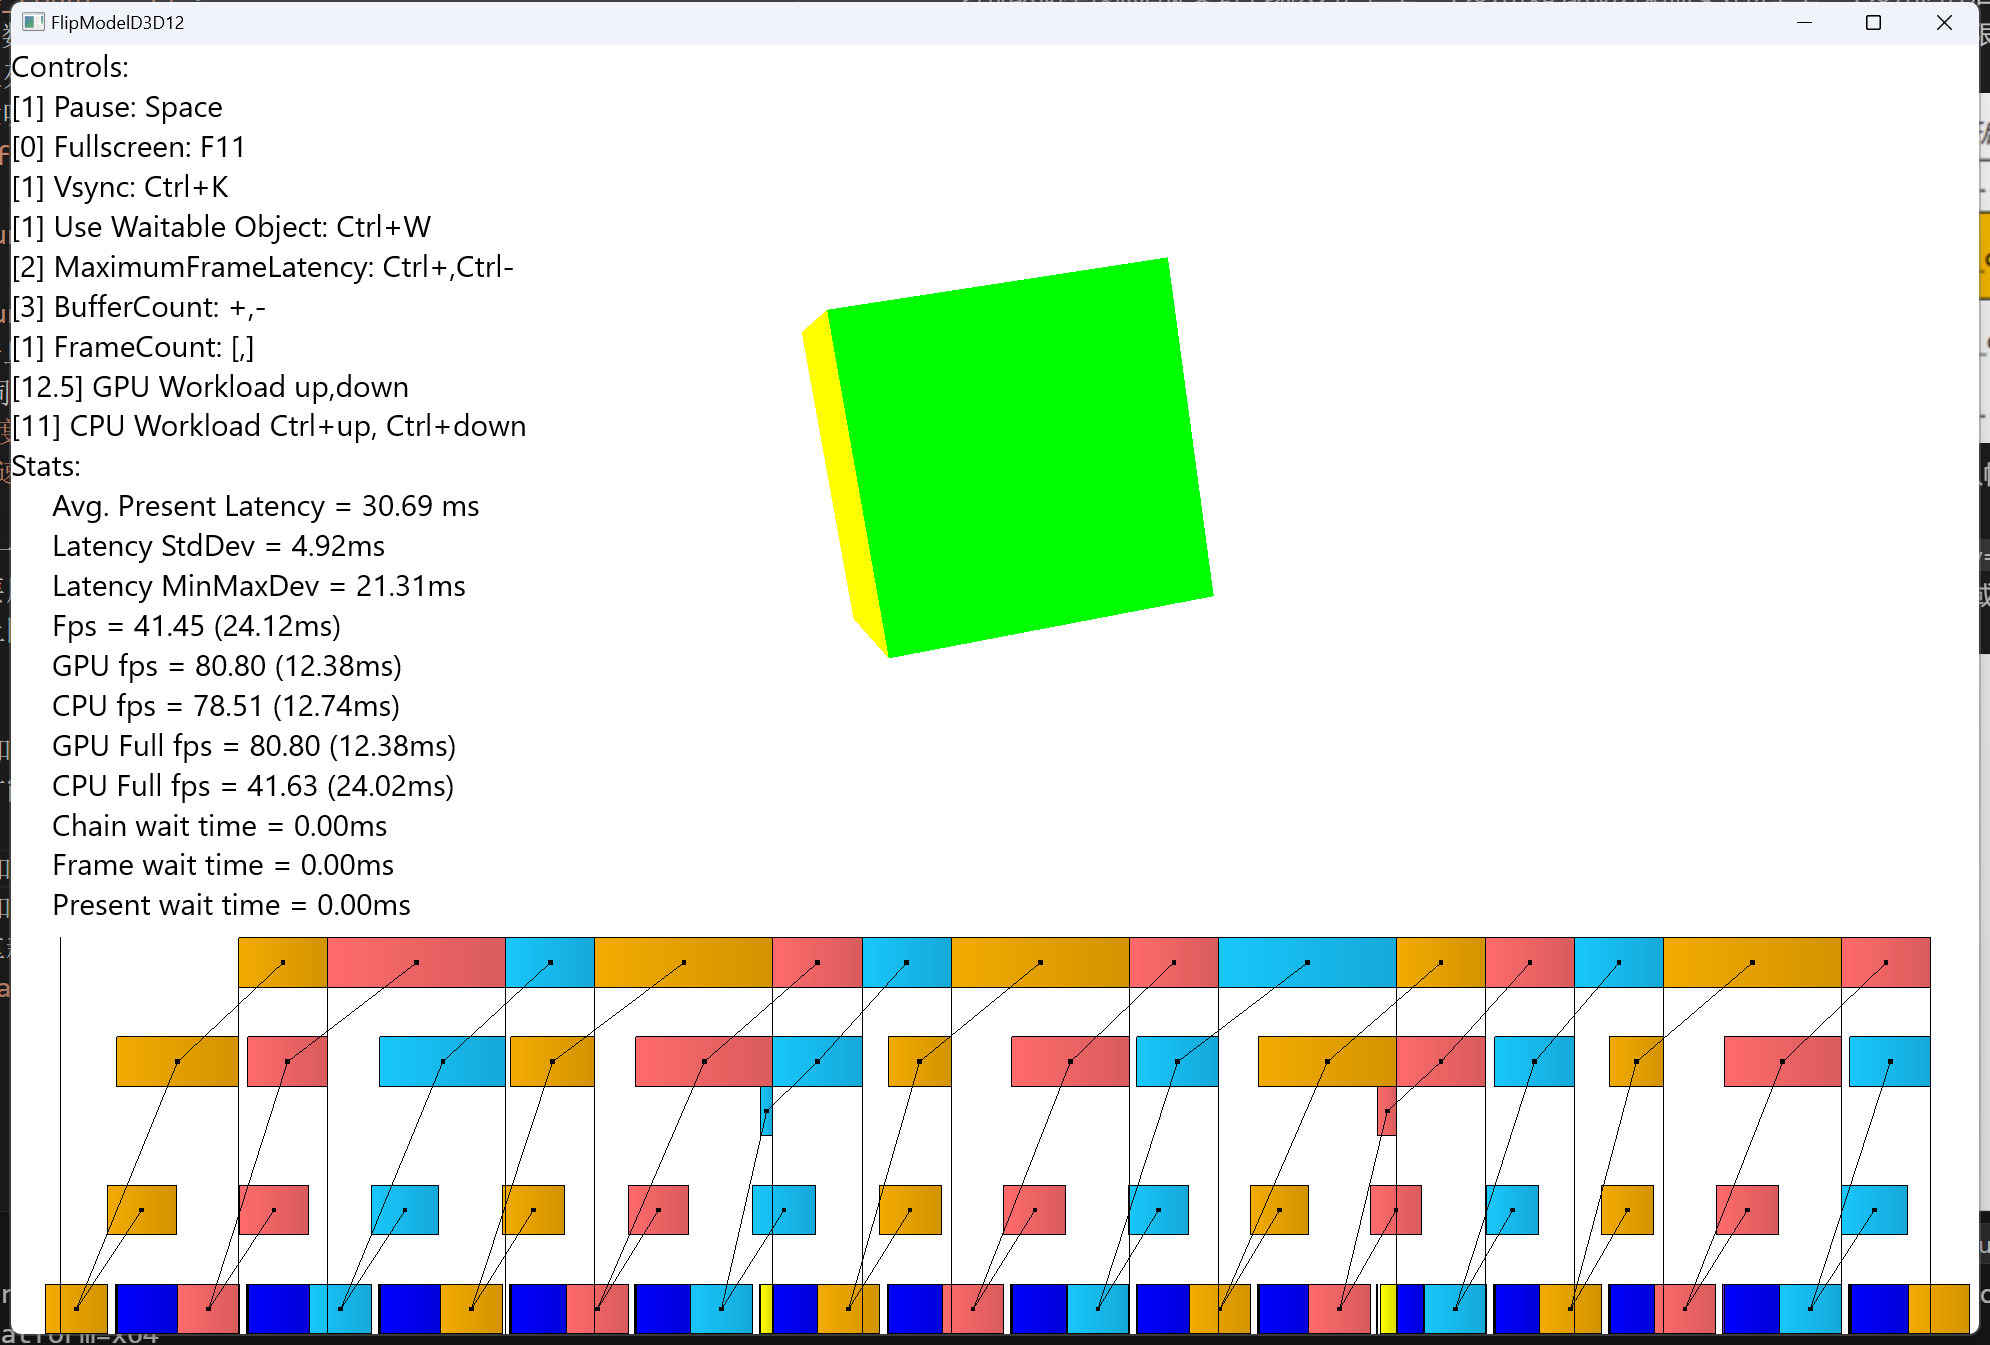 FlipModelD3D12
Controls:
[1] Pause: Space
[0] Fullscreen: F11
[1] Vsync: Ctrl+K
[1] Use Waitable Object: Ctrl+W
[2] MaximumFrameLatency: Ctrl+,Ctrl-
[3] BufferCount: +,-
[1] FrameCount: [,]
[12.5] GPU Workload up,down
[11] CPU Workload Ctrl+up, Ctrl+down
Stats:
Avg. Present Latency = 30.69 ms
Latency StdDev = 4.92ms
Latency MinMaxDev = 21.31ms
Fps = 41.45 (24.12ms)
GPU fps = 80.80 (12.38ms)
CPU fps = 78.51 (12.74ms)
GPU Full fps = 80.80 (12.38ms)
CPU Full fps = 41.63 (24.02ms)
Chain wait time = 0.00ms
Frame wait time = 0.00ms
Present wait time = 0.00ms